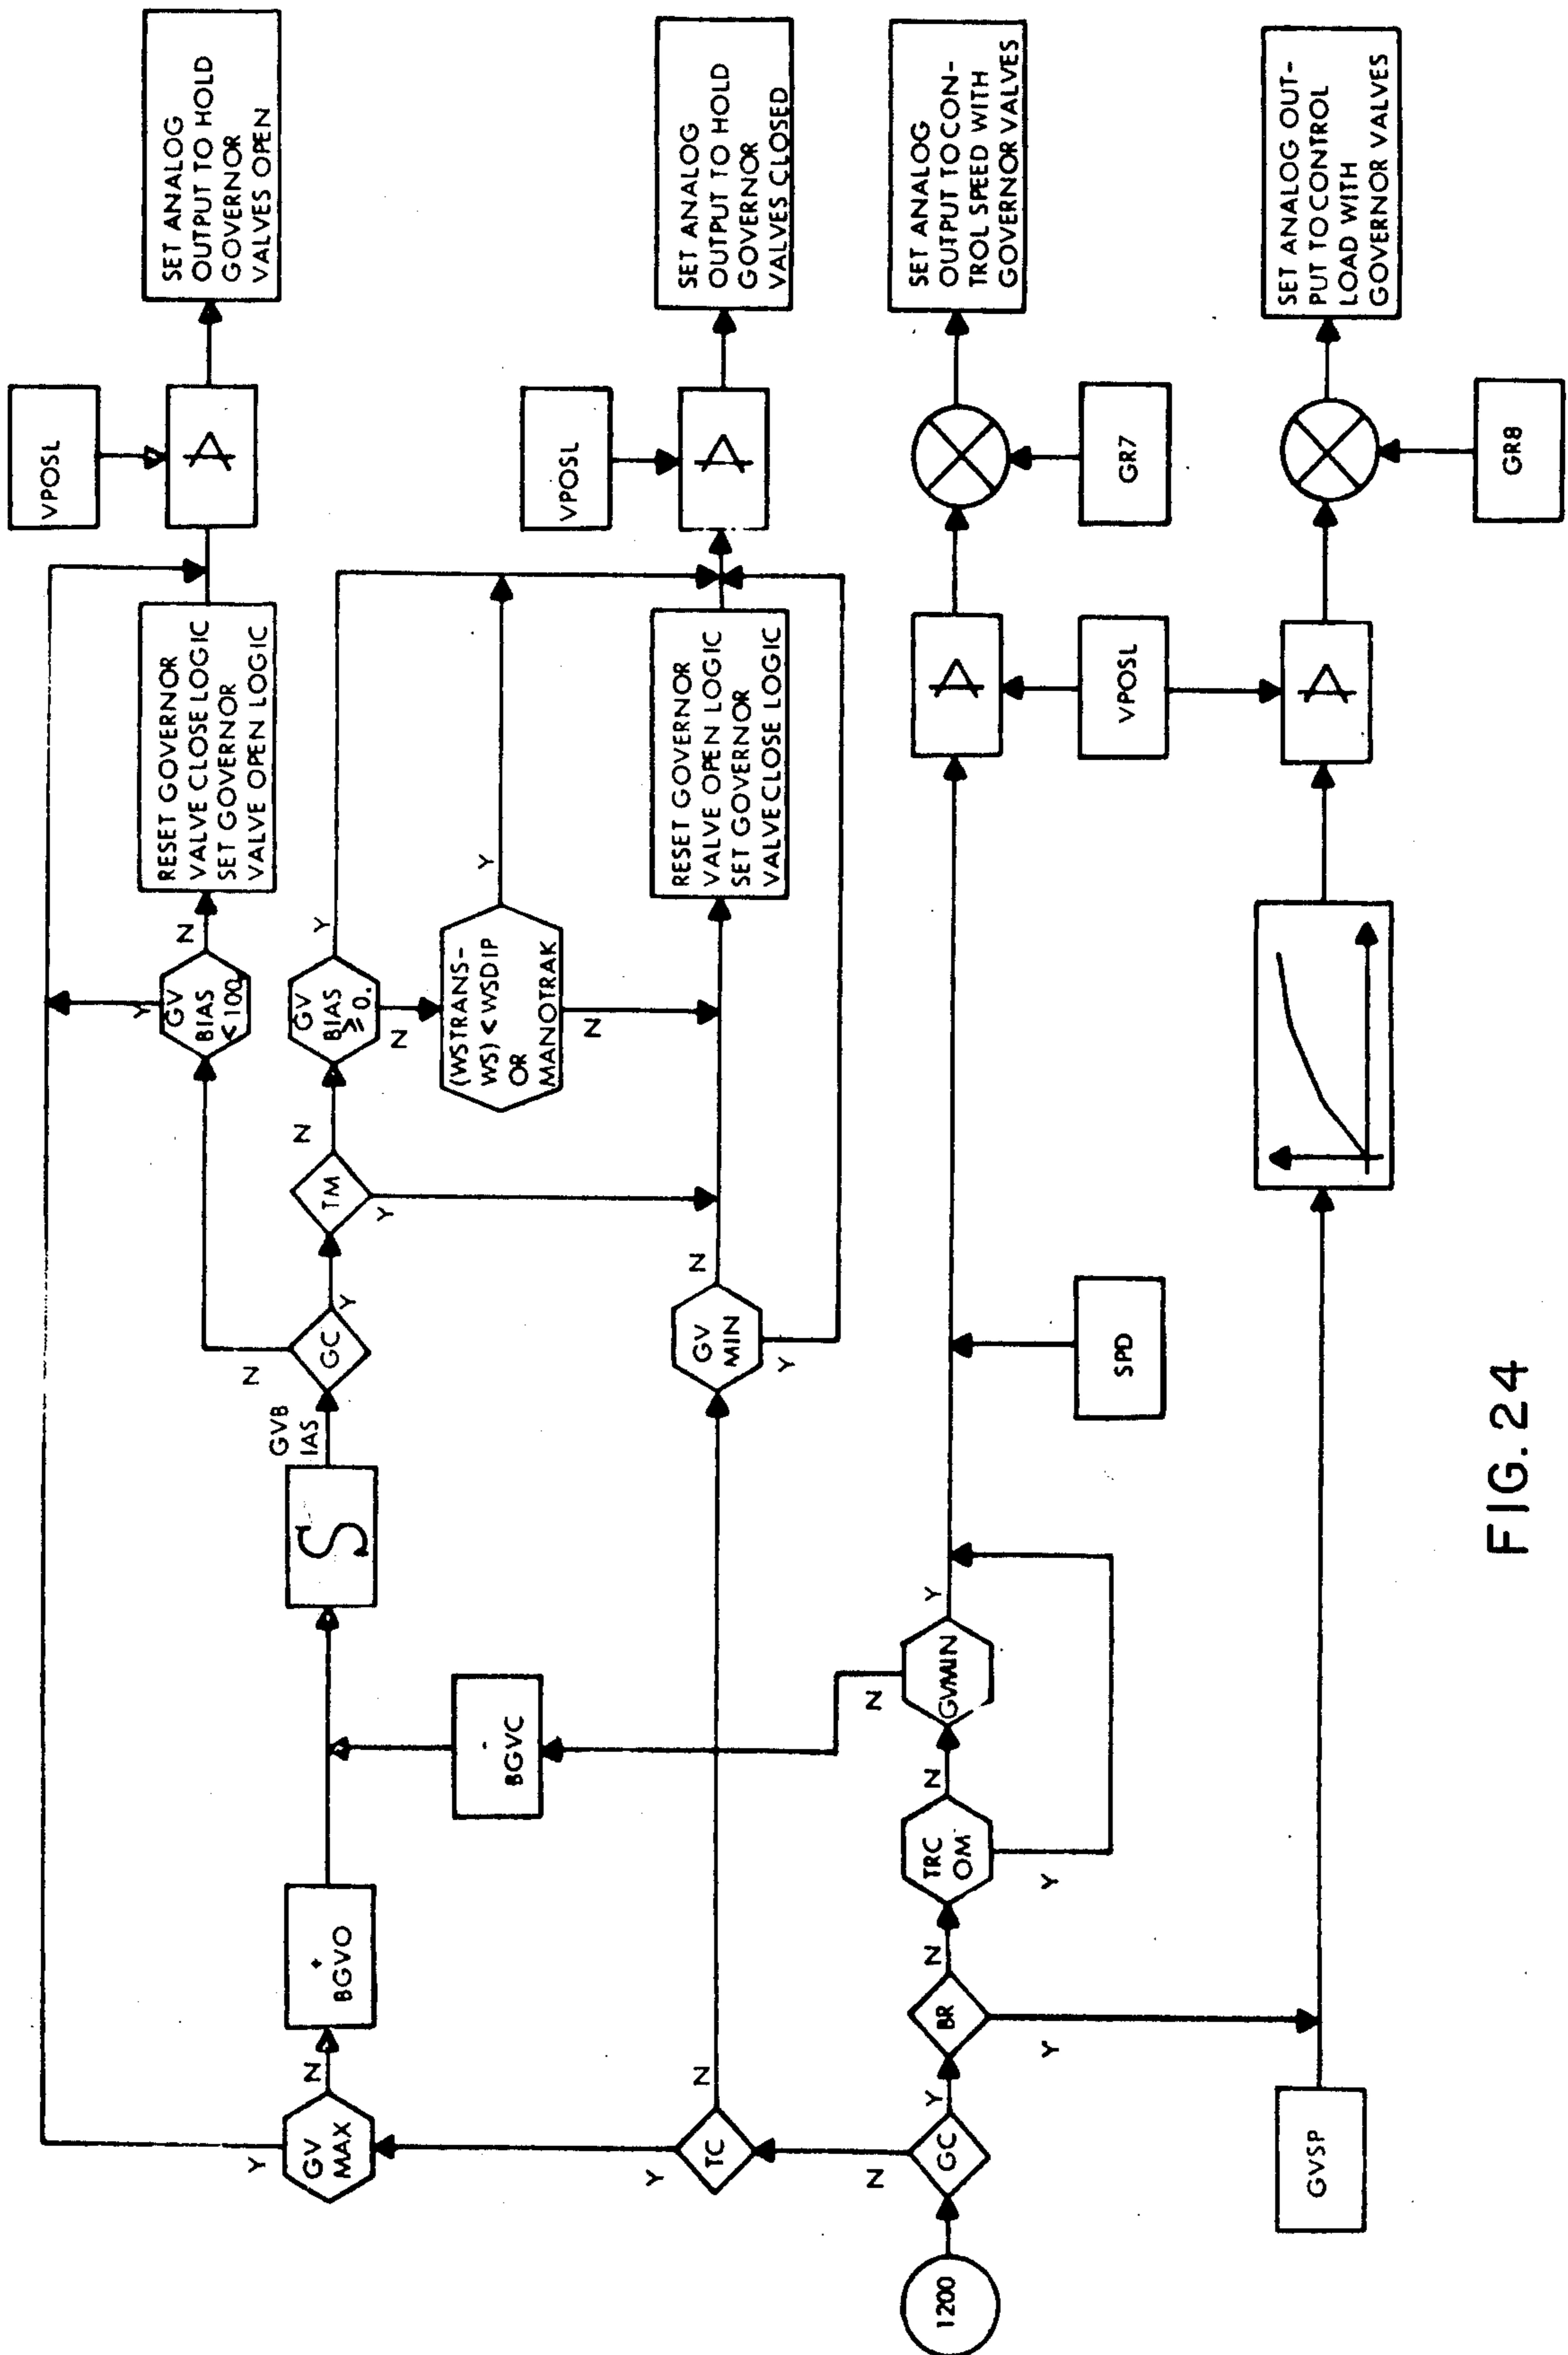 1200
GC
N
Y
TC
Y
N
GV
MAX
Y
N
+
BGVO
-
BGVC
S
GVB
IAS
GC
N
Y
GV
BIAS
<100
Y
N
RESET GOVERNOR
VALVE CLOSE LOGIC
SET GOVERNOR
VALVE OPEN LOGIC
VPOSL
A
SET ANALOG
OUTPUT TO HOLD
GOVERNOR
VALVES OPEN
TM
N
Y
GV
BIAS
≥0.
Y
N
(WSTRANS-
WS)<WSDIP
OR
MANOTRAK
Y
N
GV
MIN
N
Y
RESET GOVERNOR
VALVE OPEN LOGIC
SET GOVERNOR
VALVE CLOSE LOGIC
VPOSL
A
SET ANALOG
OUTPUT TO HOLD
GOVERNOR
VALVES CLOSED
BR
N
Y
TRC
OM
N
Y
GVMIN
N
Y
SPD
A
VPOSL
GR7
SET ANALOG
OUTPUT TO CON-
TROL SPEED WITH
GOVERNOR VALVES
GVSP
A
GR8
SET ANALOG OUT-
PUT TO CONTROL
LOAD WITH
GOVERNOR VALVES
FIG. 24